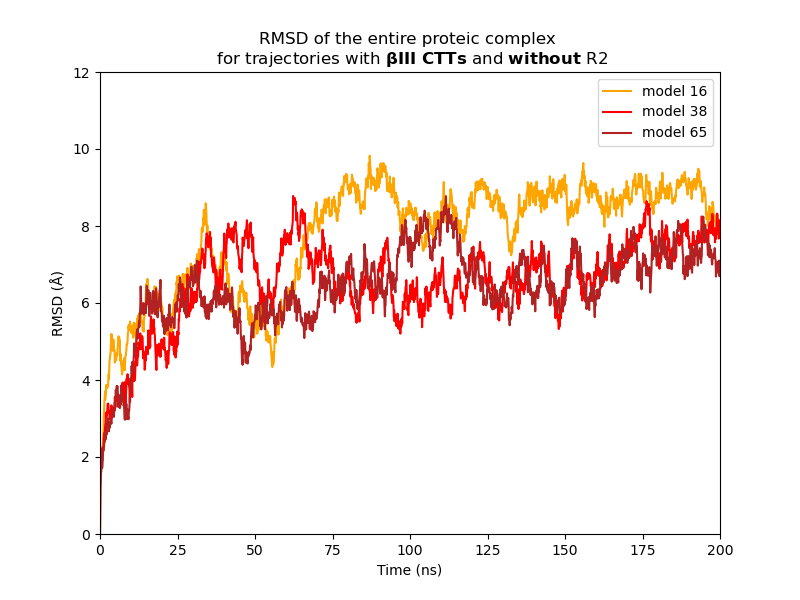 RMSD of the entire proteic complex
for trajectories with βIII CTTs and without R2
12
10
8
6
4
2
0
RMSD (Å)
model 16
model 38
model 65
0 25 50 75 100 125 150 175 200
Time (ns)